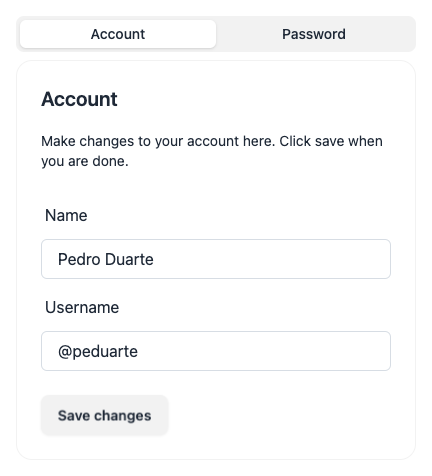 Account Password
Account
Make changes to your account here. Click save when
you are done.
Name
Pedro Duarte
Username
@peduarte
Save changes